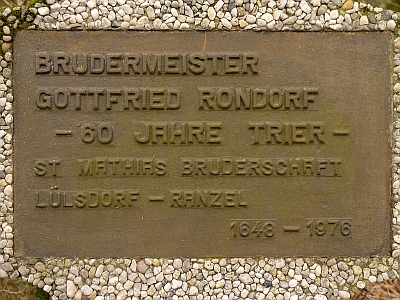 BRUDERMEISTER
GOTTFRIED RONDORF
- 60 JAHRE TRIER -
ST MATHIAS BRUDERSCHAFT
LÜLSDORF - RANZEL
1648 - 1976